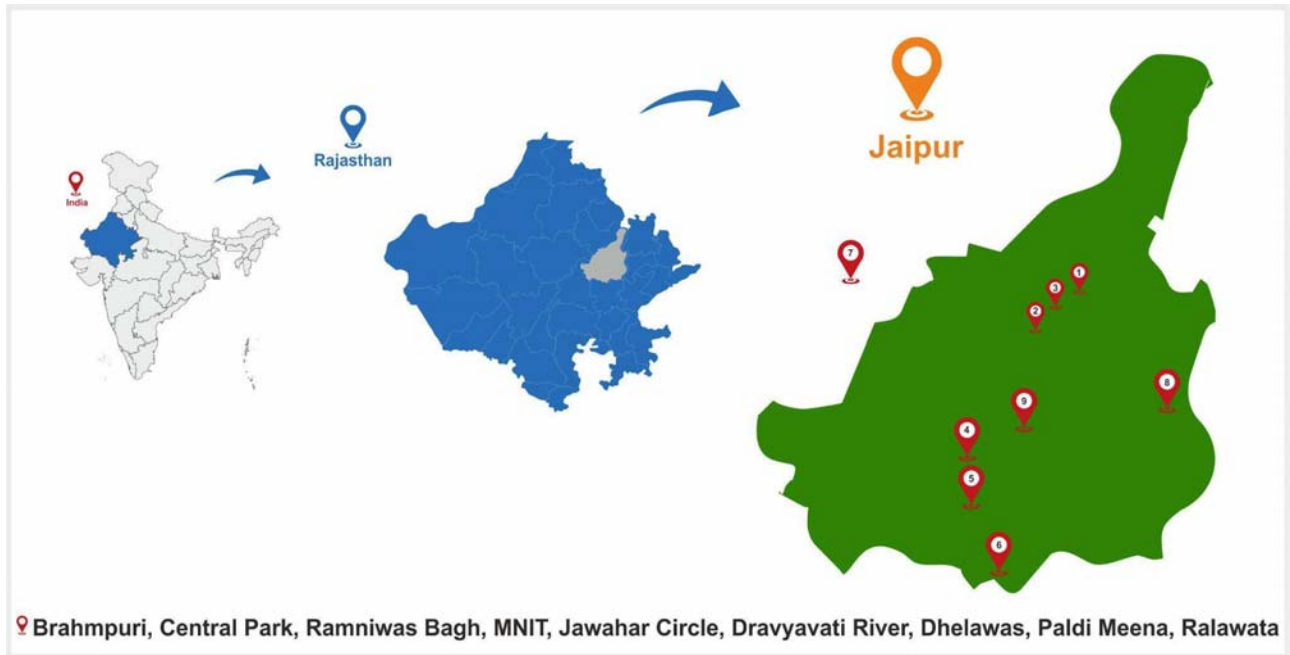 India
Rajasthan
Jaipur
7
1
3
2
8
9
4
5
6
Brahmpuri, Central Park, Ramniwas Bagh, MNIT, Jawahar Circle, Dravyavati River, Dhelawas, Paldi Meena, Ralawata